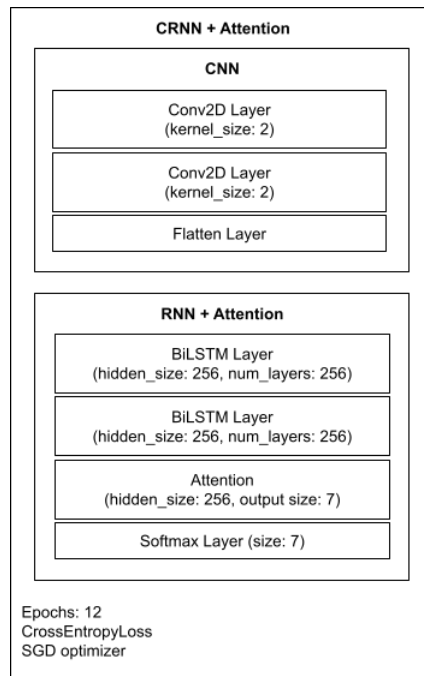 CRNN + Attention
CNN
Conv2D Layer
(kernel_size: 2)
Conv2D Layer
(kernel_size: 2)
Flatten Layer
RNN + Attention
BiLSTM Layer
(hidden_size: 256, num_layers: 256)
BiLSTM Layer
(hidden_size: 256, num_layers: 256)
Attention
(hidden_size: 256, output size: 7)
Softmax Layer (size: 7)
Epochs: 12
CrossEntropyLoss
SGD optimizer